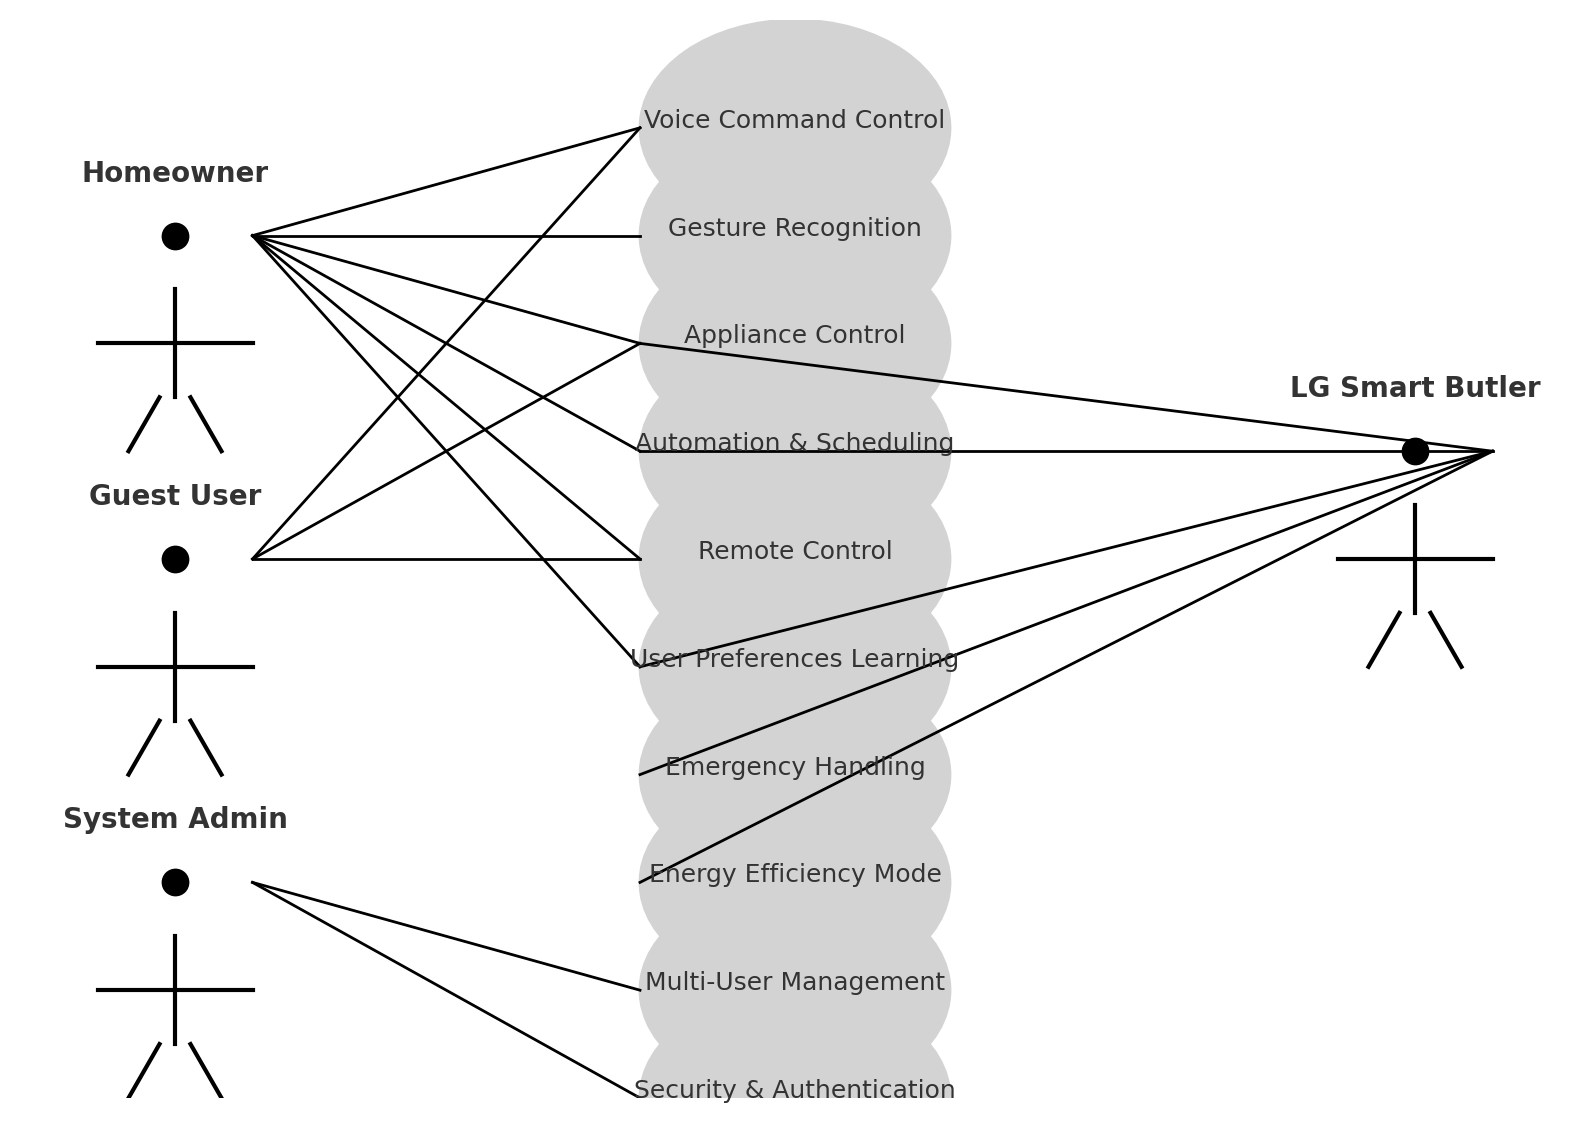 Voice Command Control
Homeowner
Gesture Recognition
Appliance Control
LG Smart Butler
Automation & Scheduling
Guest User
Remote Control
User Preferences Learning
Emergency Handling
System Admin
Energy Efficiency Mode
Multi-User Management
Security & Authentication